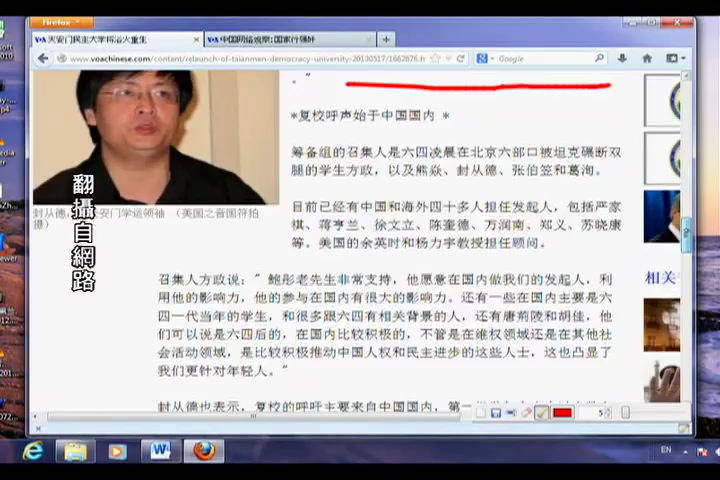 Firefox
天安门民主大学将浴火重生
中国网络观察:国家行强奸
www.voachinese.com/content/relaunch-of-taianman-democracy-university-20130517/1662876.h
Google
。"
*复校呼声始于中国国内 *
筹备组的召集人是六四凌晨在北京六部口被坦克碾断双
腿的学生方政，以及熊焱、封从德、张伯笠和葛洵。
目前已经有中国和海外四十多人担任发起人，包括严家
祺、蒋亨兰、徐文立、陈奎德、万润南、郑义、苏晓康
等。美国的余英时和杨力宇教授担任顾问。
封从德，
安门学运领袖 （美国之音国符拍
摄）
翻攝自網路
召集人方政说：" 鲍彤老先生非常支持，他愿意在国内做我们的发起人，利
用他的影响力，他的参与在国内有很大的影响力。还有一些在国内主要是六
四一代当年的学生，和很多跟六四有相关背景的人，还有唐荆陵和胡佳，他
们可以说是六四后的，在国内比较积极的，不管是在维权领域还是在其他社
会活动领域，是比较积极推动中国人权和民主进步的这些人士，这也凸显了
我们更针对年轻人。"
封从德也表示，复校的呼吁主要来自中国国内，第一
相关
5
EN